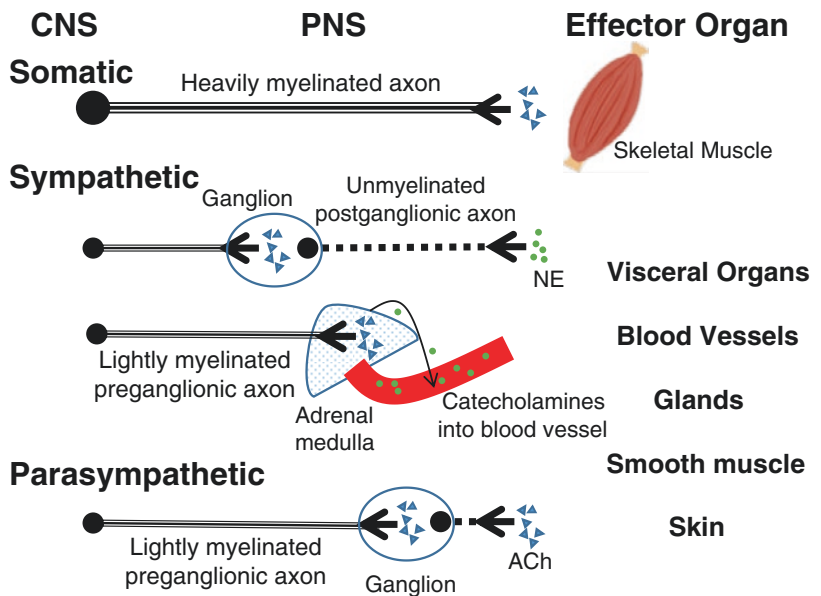 CNS
PNS
Effector Organ
Somatic
Heavily myelinated axon
Skeletal Muscle
Sympathetic
Ganglion
Unmyelinated
postganglionic axon
NE
Visceral Organs
Blood Vessels
Lightly myelinated
preganglionic axon
Adrenal
medulla
Catecholamines
into blood vessel
Glands
Smooth muscle
Parasympathetic
Skin
Lightly myelinated
preganglionic axon
Ganglion
ACh